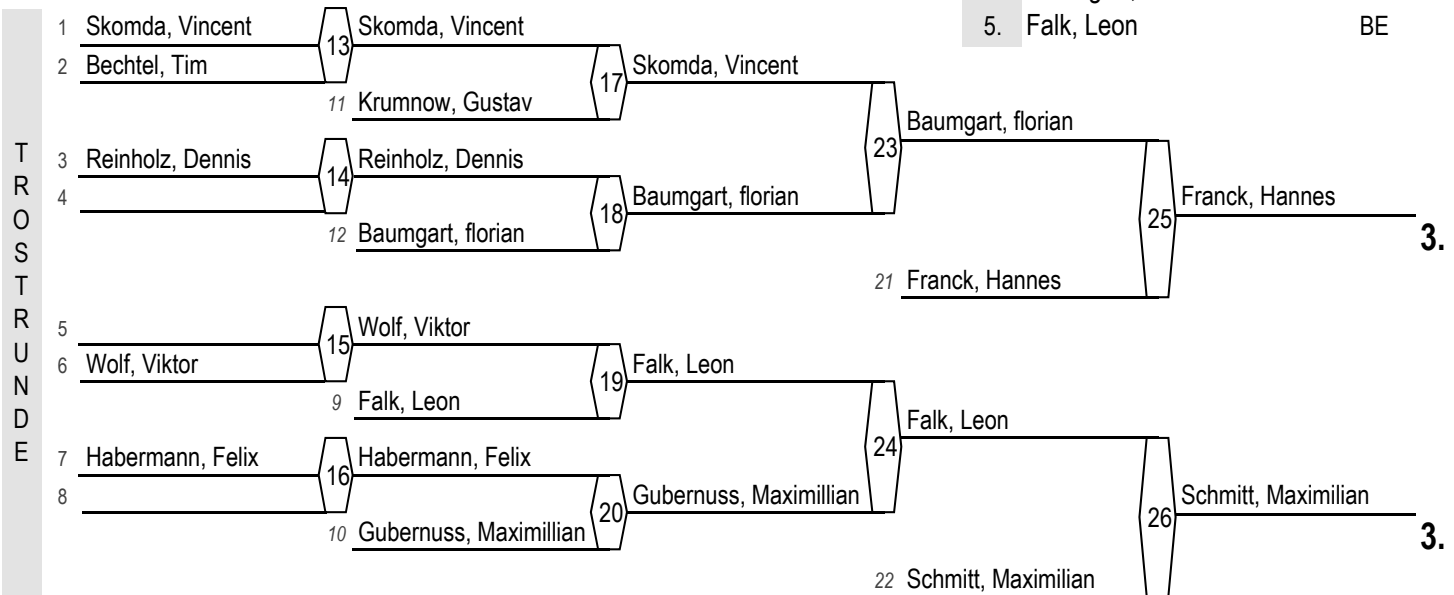 5. Falk, Leon BE
TROSTRUNDE
1 Skomda, Vincent 13 Skomda, Vincent
2 Bechtel, Tim 17 Skomda, Vincent
11 Krumnow, Gustav
23 Baumgart, florian
3 Reinholz, Dennis 14 Reinholz, Dennis
4 18 Baumgart, florian 25 Franck, Hannes
12 Baumgart, florian 3.
21 Franck, Hannes
5 15 Wolf, Viktor
6 Wolf, Viktor 19 Falk, Leon
9 Falk, Leon
24 Falk, Leon
7 Habermann, Felix 16 Habermann, Felix
8 20 Gubernuss, Maximillian 26 Schmitt, Maximilian
10 Gubernuss, Maximillian 3.
22 Schmitt, Maximilian